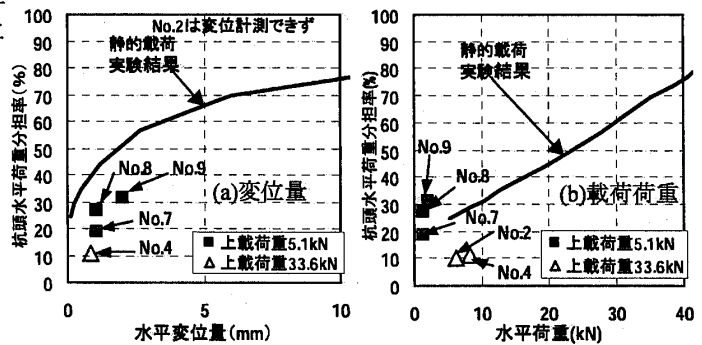 No.2は変位計測できず
静的載荷
実験結果
No.8
No.9
No.7
No.4
(a)変位量
■ 上載荷重5.1kN
△ 上載荷重33.6kN
杭頭水平荷重分担率(%)
100
90
80
70
60
50
40
30
20
10
0
0 5 10
水平変位量(mm)
静的載荷
実験結果
No.9
No.8
No.7
No.2
No.4
(b)載荷荷重
■ 上載荷重5.1kN
△ 上載荷重33.6kN
杭頭水平荷重分担率(%)
100
90
80
70
60
50
40
30
20
10
0
0 10 20 30 40
水平荷重(kN)